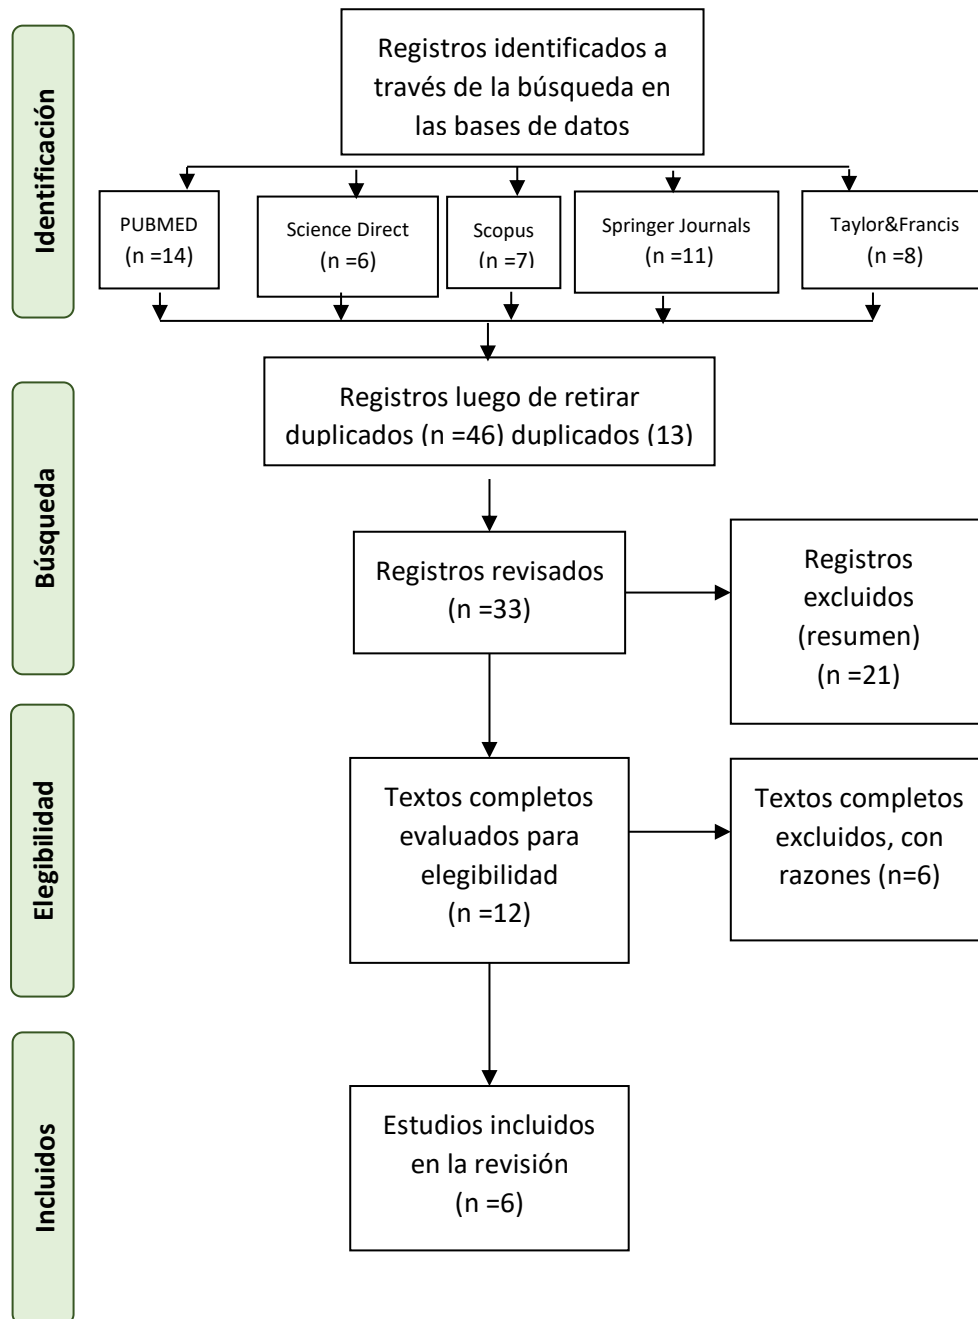 Identificación
Registros identificados a
través de la búsqueda en
las bases de datos
PUBMED
(n =14)
Science Direct
(n =6)
Scopus
(n =7)
Springer Journals
(n =11)
Taylor&Francis
(n =8)
Búsqueda
Registros luego de retirar
duplicados (n =46) duplicados (13)
Registros revisados
(n =33)
Registros
excluidos
(resumen)
(n =21)
Elegibilidad
Textos completos
evaluados para
elegibilidad
(n =12)
Textos completos
excluidos, con
razones (n=6)
Incluidos
Estudios incluidos
en la revisión
(n =6)